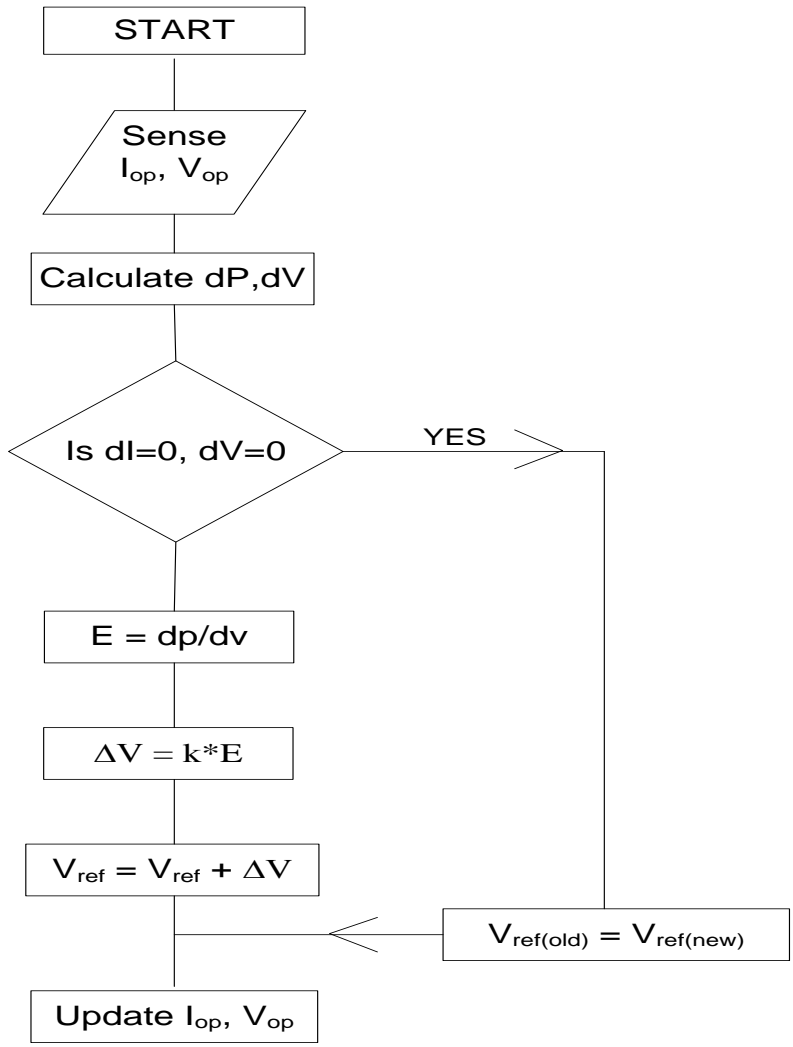 START
Sense
Iop, Vop
Calculate dP,dV
Is dI=0, dV=0
YES
E = dp/dv
ΔV = k*E
Vref = Vref + ΔV
Vref(old) = Vref(new)
Update Iop, Vop